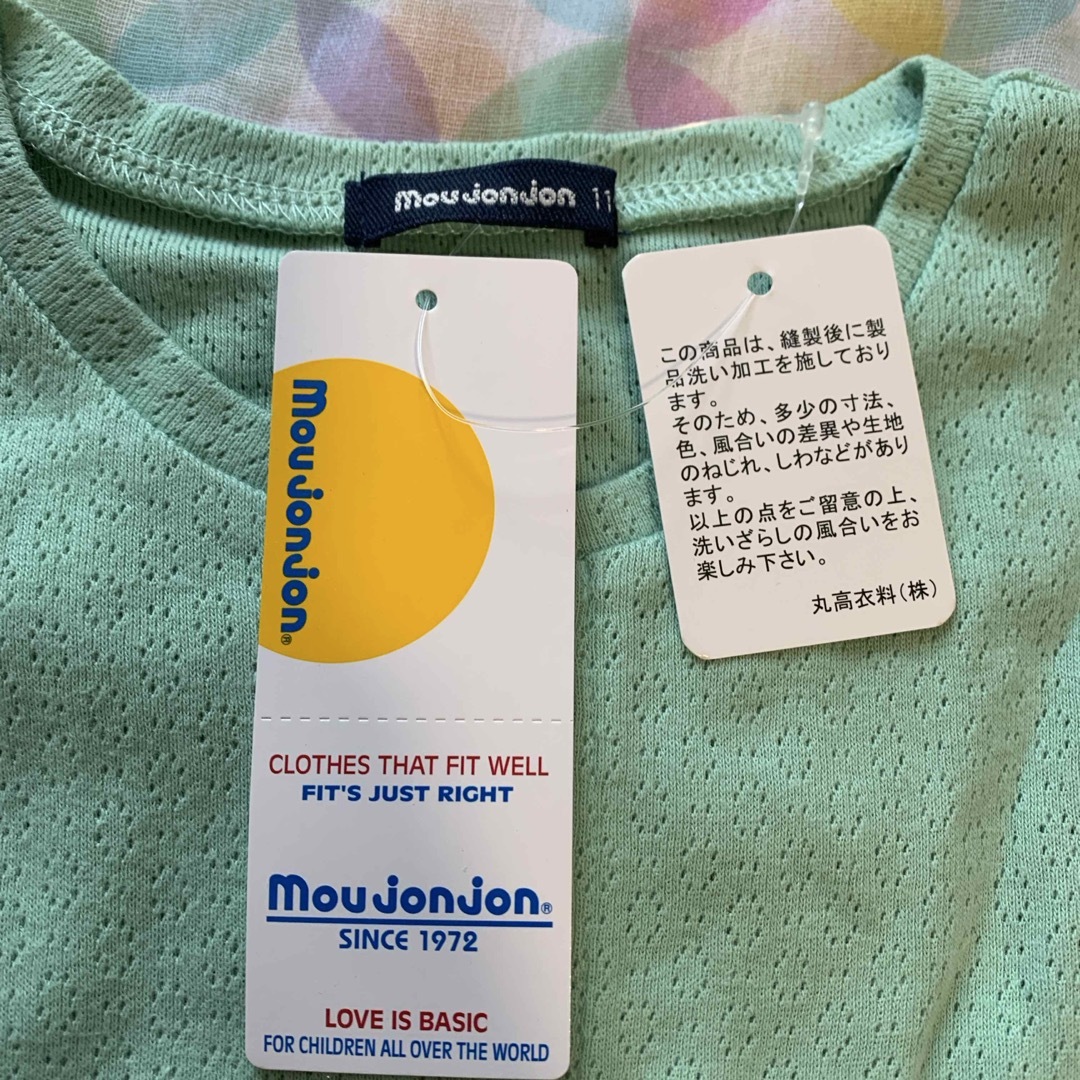 moujonjon 11
Moujonjon®
CLOTHES THAT FIT WELL
FIT'S JUST RIGHT
Moujonjon®
SINCE 1972
LOVE IS BASIC
FOR CHILDREN ALL OVER THE WORLD
この商品は、縫製後に製
品洗い加工を施しており
ます。
そのため、多少の寸法、
色、風合いの差異や生地
のねじれ、しわなどがあり
ます。
以上の点をご留意の上、
洗いざらしの風合いをお
楽しみ下さい。
丸高衣料(株)